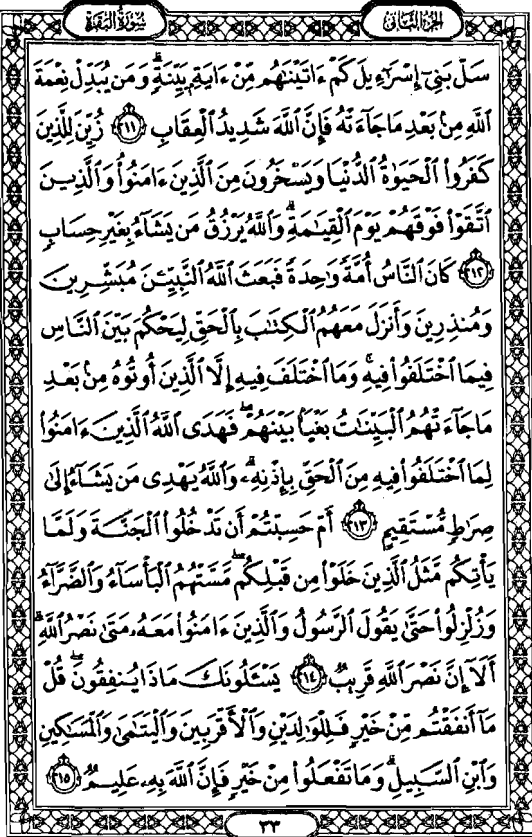 الجزء الثاني
سورة البقرة
سَلْ بَنِىٓ إِسْرَٰٓءِيلَ كَمْ ءَاتَيْنَٰهُم مِّنْ ءَايَةٍۭ بَيِّنَةٍۗ وَمَن يُبَدِّلْ نِعْمَةَ
ٱللَّهِ مِنۢ بَعْدِ مَا جَآءَتْهُ فَإِنَّ ٱللَّهَ شَدِيدُ ٱلْعِقَابِ ٢١١ زُيِّنَ لِلَّذِينَ
كَفَرُوا۟ ٱلْحَيَوٰةُ ٱلدُّنْيَا وَيَسْخَرُونَ مِنَ ٱلَّذِينَ ءَامَنُوا۟ۘ وَٱلَّذِينَ
ٱتَّقَوْا۟ فَوْقَهُمْ يَوْمَ ٱلْقِيَٰمَةِۗ وَٱللَّهُ يَرْزُقُ مَن يَشَآءُ بِغَيْرِ حِسَابٍ
٢١٢ كَانَ ٱلنَّاسُ أُمَّةً وَٰحِدَةً فَبَعَثَ ٱللَّهُ ٱلنَّبِيِّۦنَ مُبَشِّرِينَ
وَمُنذِرِينَ وَأَنزَلَ مَعَهُمُ ٱلْكِتَٰبَ بِٱلْحَقِّ لِيَحْكُمَ بَيْنَ ٱلنَّاسِ
فِيمَا ٱخْتَلَفُوا۟ فِيهِۚ وَمَا ٱخْتَلَفَ فِيهِ إِلَّا ٱلَّذِينَ أُوتُوهُ مِنۢ بَعْدِ
مَا جَآءَتْهُمُ ٱلْبَيِّنَٰتُ بَغْيًۢا بَيْنَهُمْۖ فَهَدَى ٱللَّهُ ٱلَّذِينَ ءَامَنُوا۟
لِمَا ٱخْتَلَفُوا۟ فِيهِ مِنَ ٱلْحَقِّ بِإِذْنِهِۦۗ وَٱللَّهُ يَهْدِى مَن يَشَآءُ إِلَىٰ
صِرَٰطٍ مُّسْتَقِيمٍ ٢١٣ أَمْ حَسِبْتُمْ أَن تَدْخُلُوا۟ ٱلْجَنَّةَ وَلَمَّا
يَأْتِكُم مَّثَلُ ٱلَّذِينَ خَلَوْا۟ مِن قَبْلِكُمۖ مَّسَّتْهُمُ ٱلْبَأْسَآءُ وَٱلضَّرَّآءُ
وَزُلْزِلُوا۟ حَتَّىٰ يَقُولَ ٱلرَّسُولُ وَٱلَّذِينَ ءَامَنُوا۟ مَعَهُۥ مَتَىٰ نَصْرُ ٱللَّهِۗ
أَلَآ إِنَّ نَصْرَ ٱللَّهِ قَرِيبٌ ٢١٤ يَسْـَٔلُونَكَ مَاذَا يُنفِقُونَۖ قُلْ
مَآ أَنفَقْتُم مِّنْ خَيْرٍ فَلِلْوَٰلِدَيْنِ وَٱلْأَقْرَبِينَ وَٱلْيَتَٰمَىٰ وَٱلْمَسَٰكِينِ
وَٱبْنِ ٱلسَّبِيلِۗ وَمَا تَفْعَلُوا۟ مِنْ خَيْرٍ فَإِنَّ ٱللَّهَ بِهِۦ عَلِيمٌ ٢١٥
٣٣